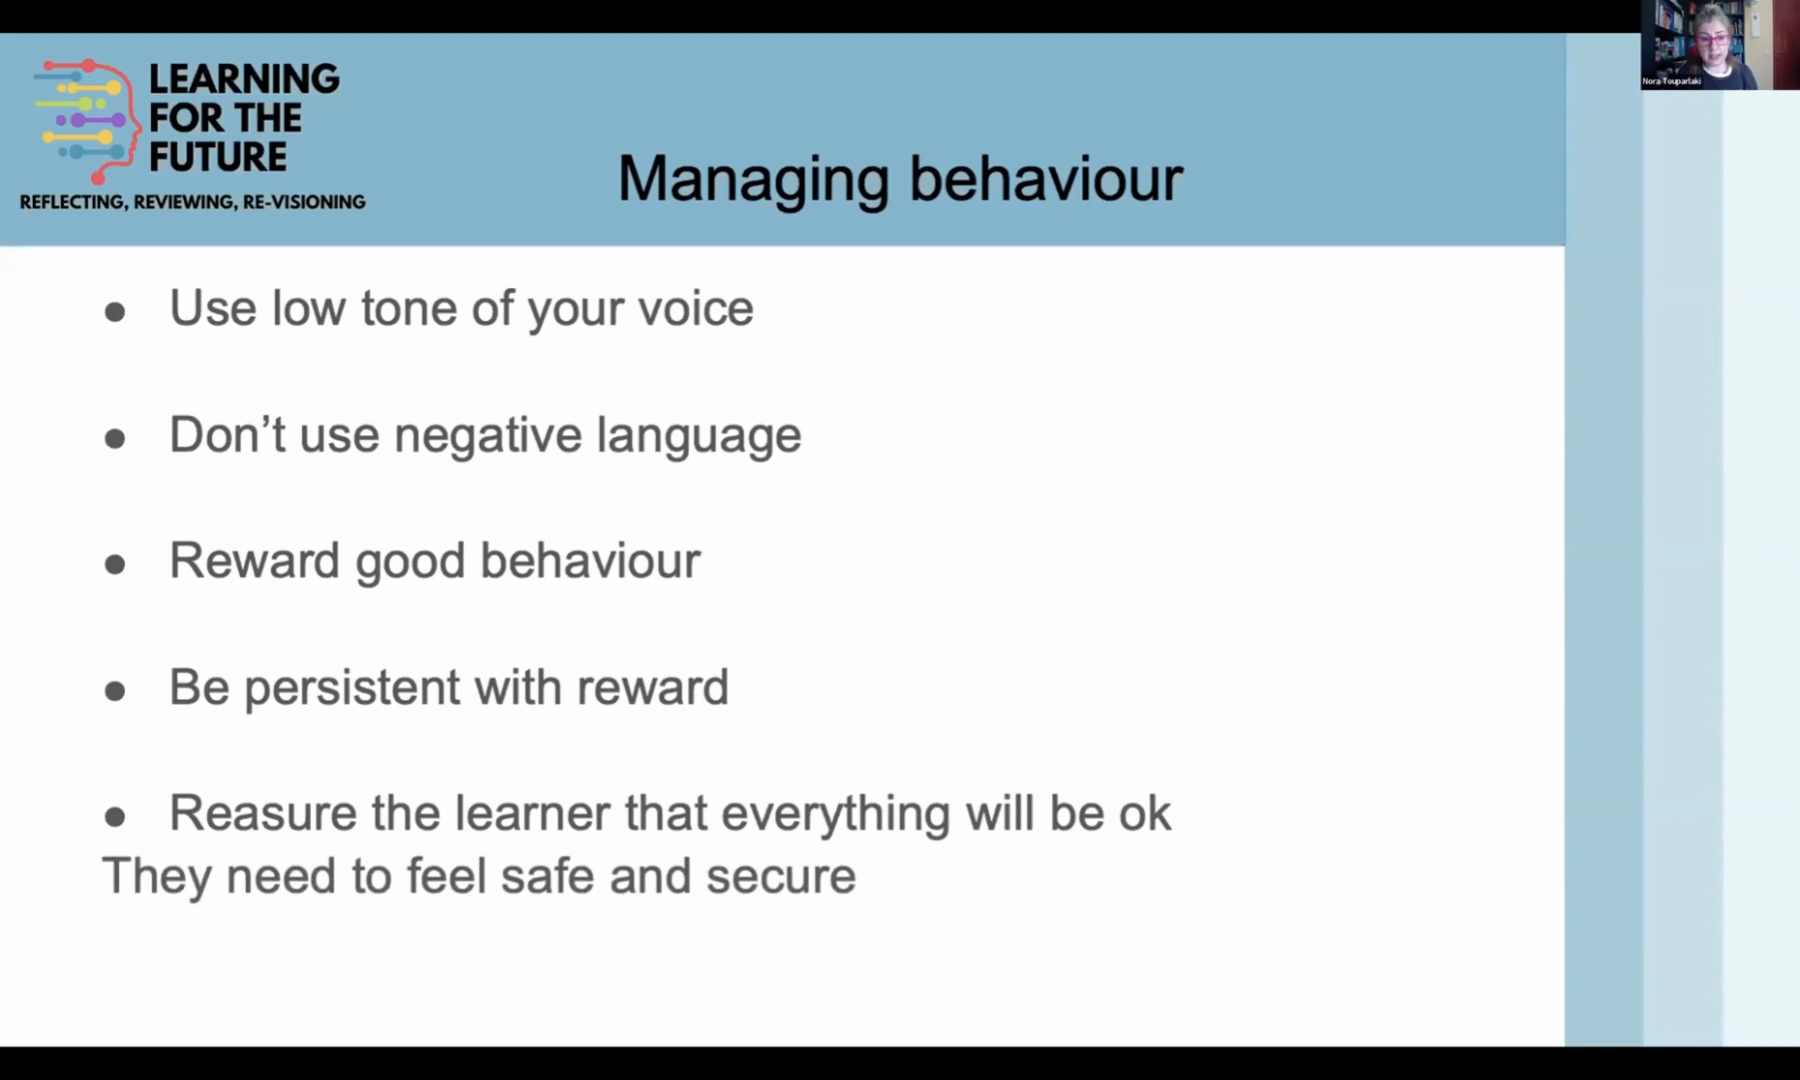 LEARNING
FOR THE
FUTURE
REFLECTING, REVIEWING, RE-VISIONING
Managing behaviour
Nora Touparlaki
● Use low tone of your voice
● Don’t use negative language
● Reward good behaviour
● Be persistent with reward
● Reasure the learner that everything will be ok
They need to feel safe and secure